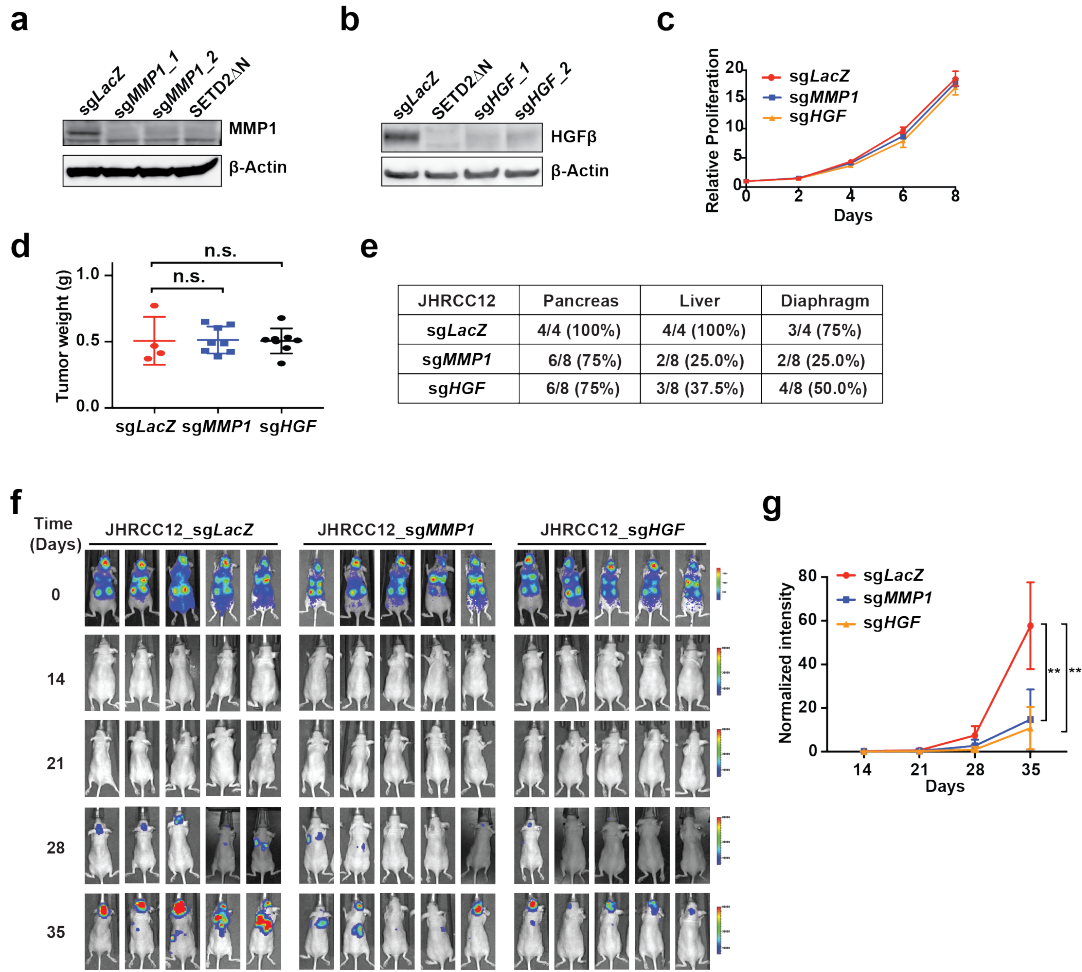 a
sgLacZ
sgMMP1_1
sgMMP1_2
SETD2ΔN
MMP1
β-Actin
b
sgLacZ
SETD2ΔN
sgHGF_1
sgHGF_2
HGFβ
β-Actin
c
Relative Proliferation
20
15
10
5
0
0 2 4 6 8
Days
sgLacZ
sgMMP1
sgHGF
d
Tumor weight (g)
1.0
0.5
0.0
n.s.
n.s.
sgLacZ sgMMP1 sgHGF
e
JHRCC12 Pancreas Liver Diaphragm
sgLacZ 4/4 (100%) 4/4 (100%) 3/4 (75%)
sgMMP1 6/8 (75%) 2/8 (25.0%) 2/8 (25.0%)
sgHGF 6/8 (75%) 3/8 (37.5%) 4/8 (50.0%)
f
Time
(Days)
JHRCC12_sgLacZ JHRCC12_sgMMP1 JHRCC12_sgHGF
0
14
21
28
35
g
Normalized intensity
80
60
40
20
0
14 21 28 35
Days
sgLacZ
sgMMP1
sgHGF
**
**